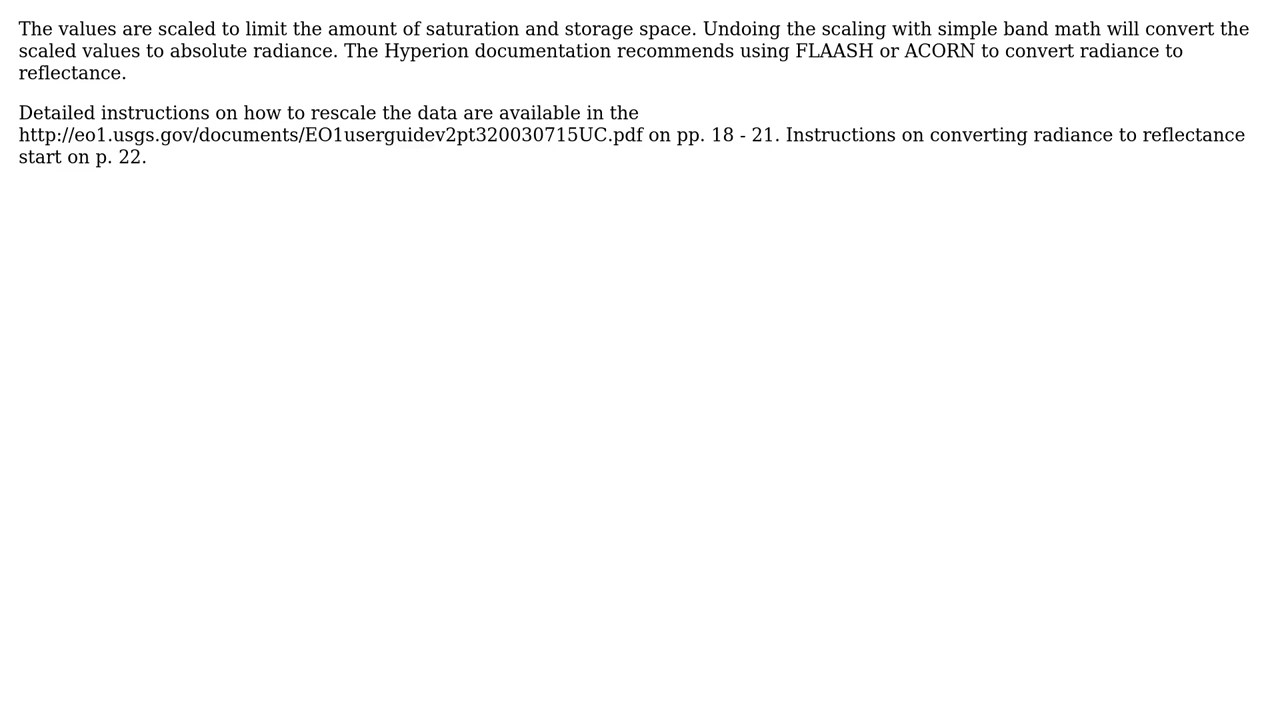 The values are scaled to limit the amount of saturation and storage space. Undoing the scaling with simple band math will convert the
scaled values to absolute radiance. The Hyperion documentation recommends using FLAASH or ACORN to convert radiance to
reflectance.
Detailed instructions on how to rescale the data are available in the
http://eo1.usgs.gov/documents/EO1userguidev2pt320030715UC.pdf on pp. 18 - 21. Instructions on converting radiance to reflectance
start on p. 22.